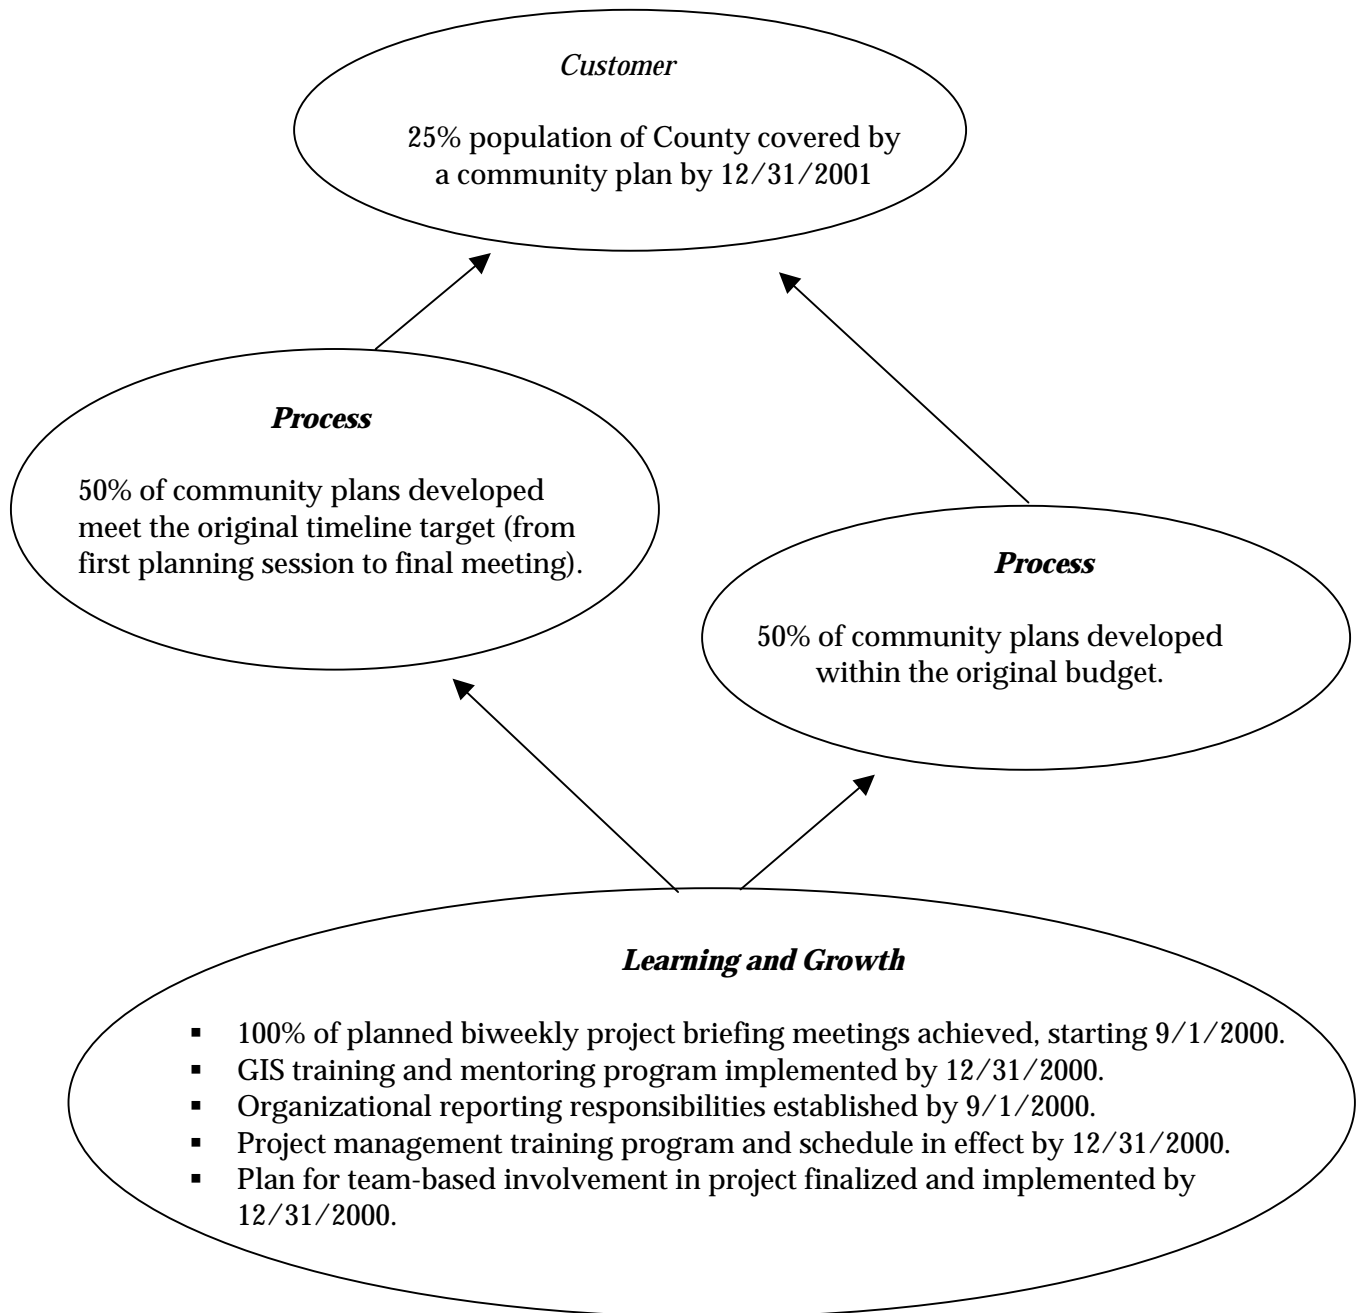 Customer
25% population of County covered by
a community plan by 12/31/2001
Process
50% of community plans developed
meet the original timeline target (from
first planning session to final meeting).
Process
50% of community plans developed
within the original budget.
Learning and Growth
▪ 100% of planned biweekly project briefing meetings achieved, starting 9/1/2000.
▪ GIS training and mentoring program implemented by 12/31/2000.
▪ Organizational reporting responsibilities established by 9/1/2000.
▪ Project management training program and schedule in effect by 12/31/2000.
▪ Plan for team-based involvement in project finalized and implemented by
12/31/2000.